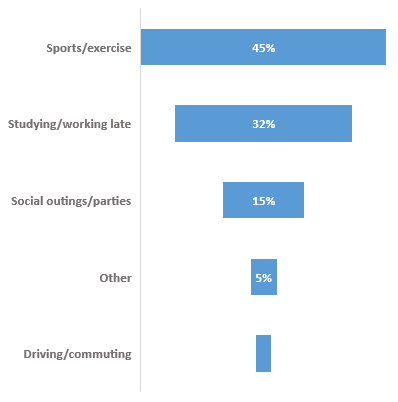 Sports/exercise 45%
Studying/working late 32%
Social outings/parties 15%
Other 5%
Driving/commuting